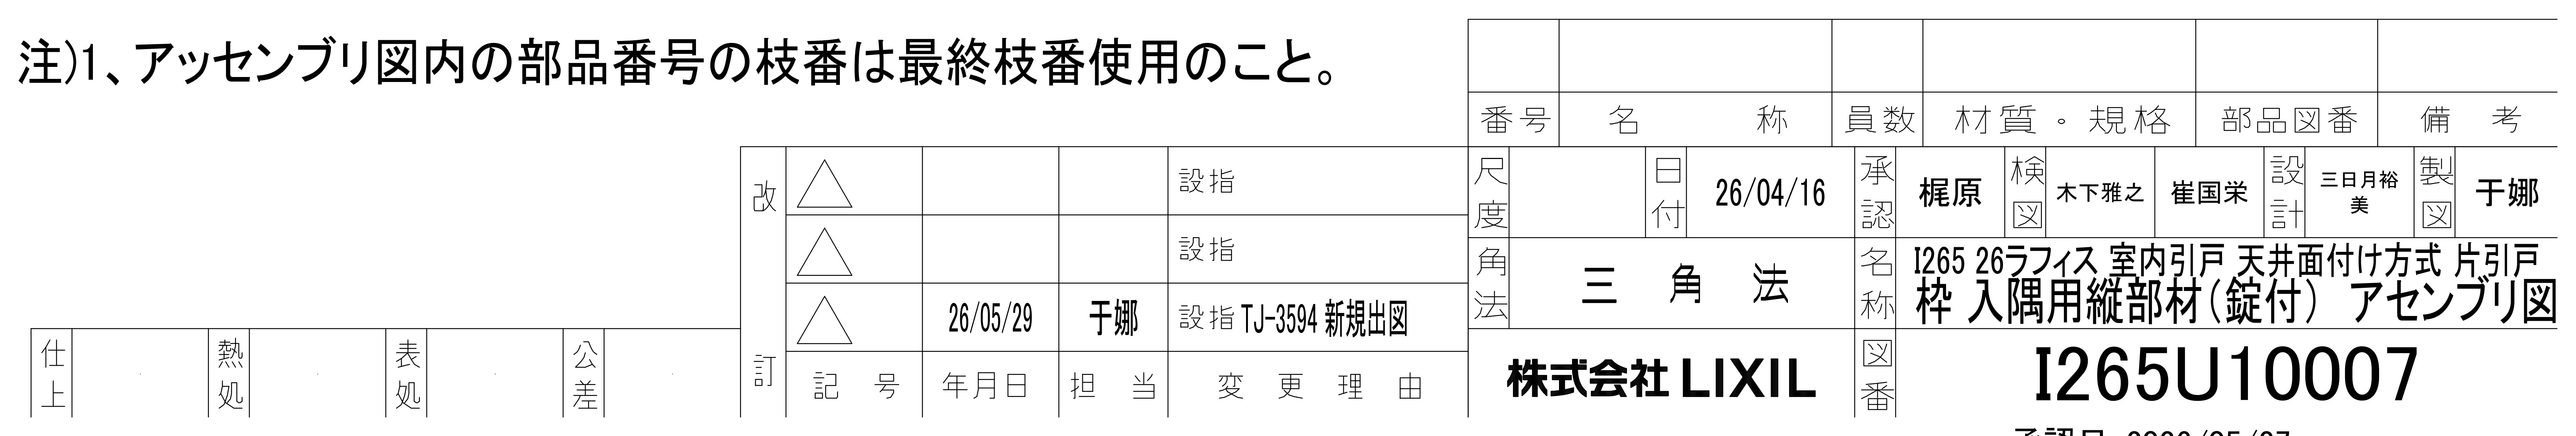 注)1、アッセンブリ図内の部品番号の枝番は最終枝番使用のこと。
番号 名称 員数 材質・規格 部品図番 備考
改訂 設指 尺度 日付 26/04/16 承認 梶原 検図 木下雅之 崔国栄 設計 三日月裕美 製図 于娜
設指 角法 三角法 名称 I265 26ラフィス 室内引戸 天井面付け方式 片引戸
枠 入隅用縦部材(錠付) アセンブリ図
26/05/29 于娜 設指 TJ-3594 新規出図
仕上 熱処 表処 公差 記号 年月日 担当 変更理由 株式会社 LIXIL 図番 I265U10007